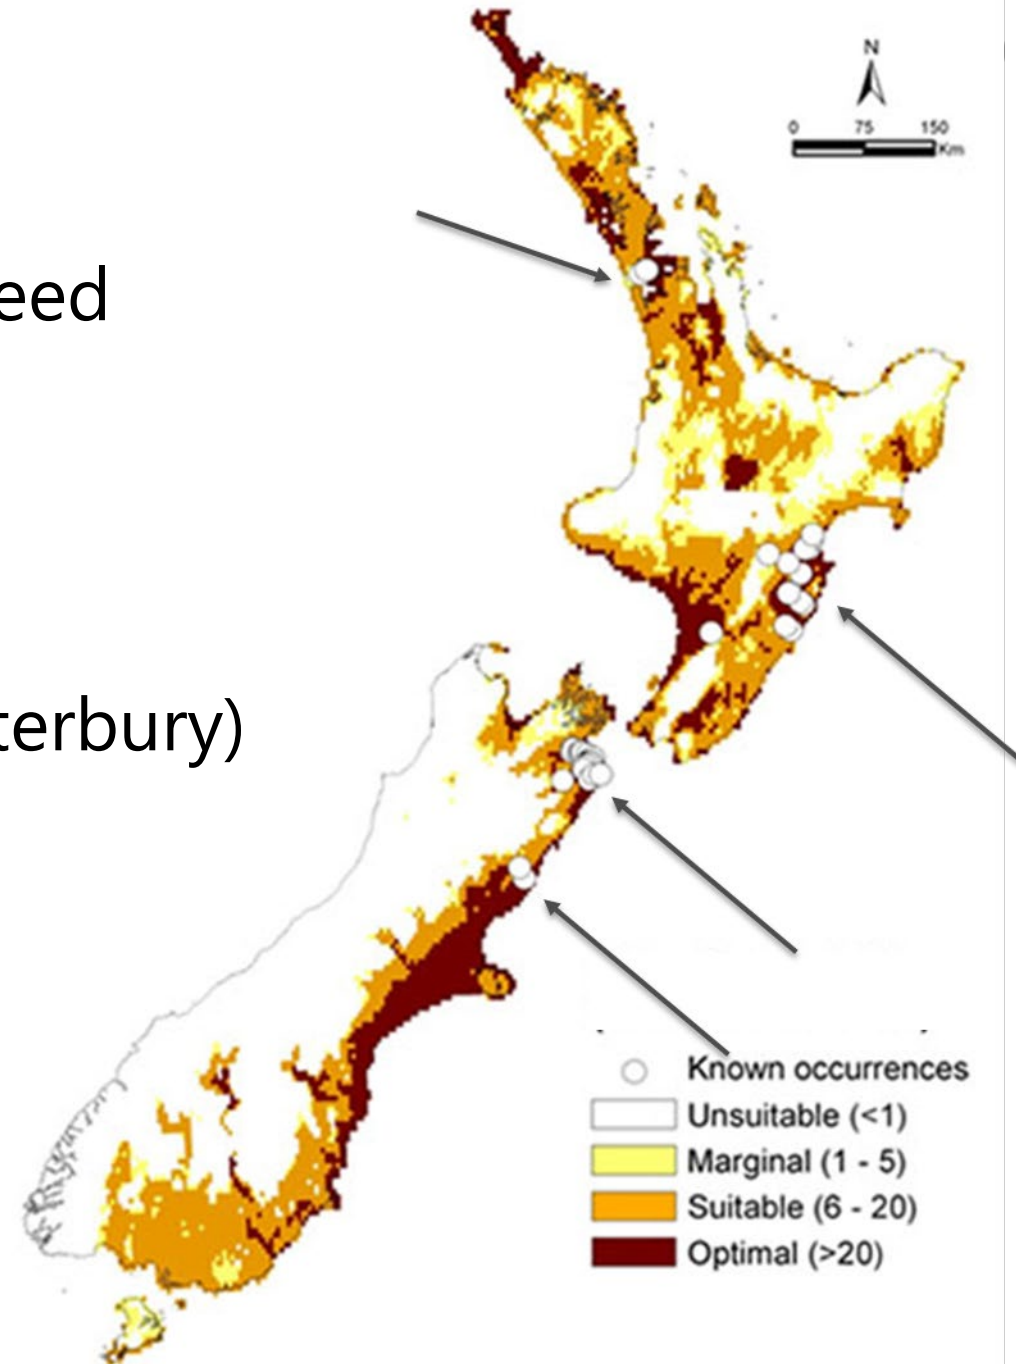 N
0 75 150
Km
eed
terbury)
Known occurrences
Unsuitable (<1)
Marginal (1 - 5)
Suitable (6 - 20)
Optimal (>20)